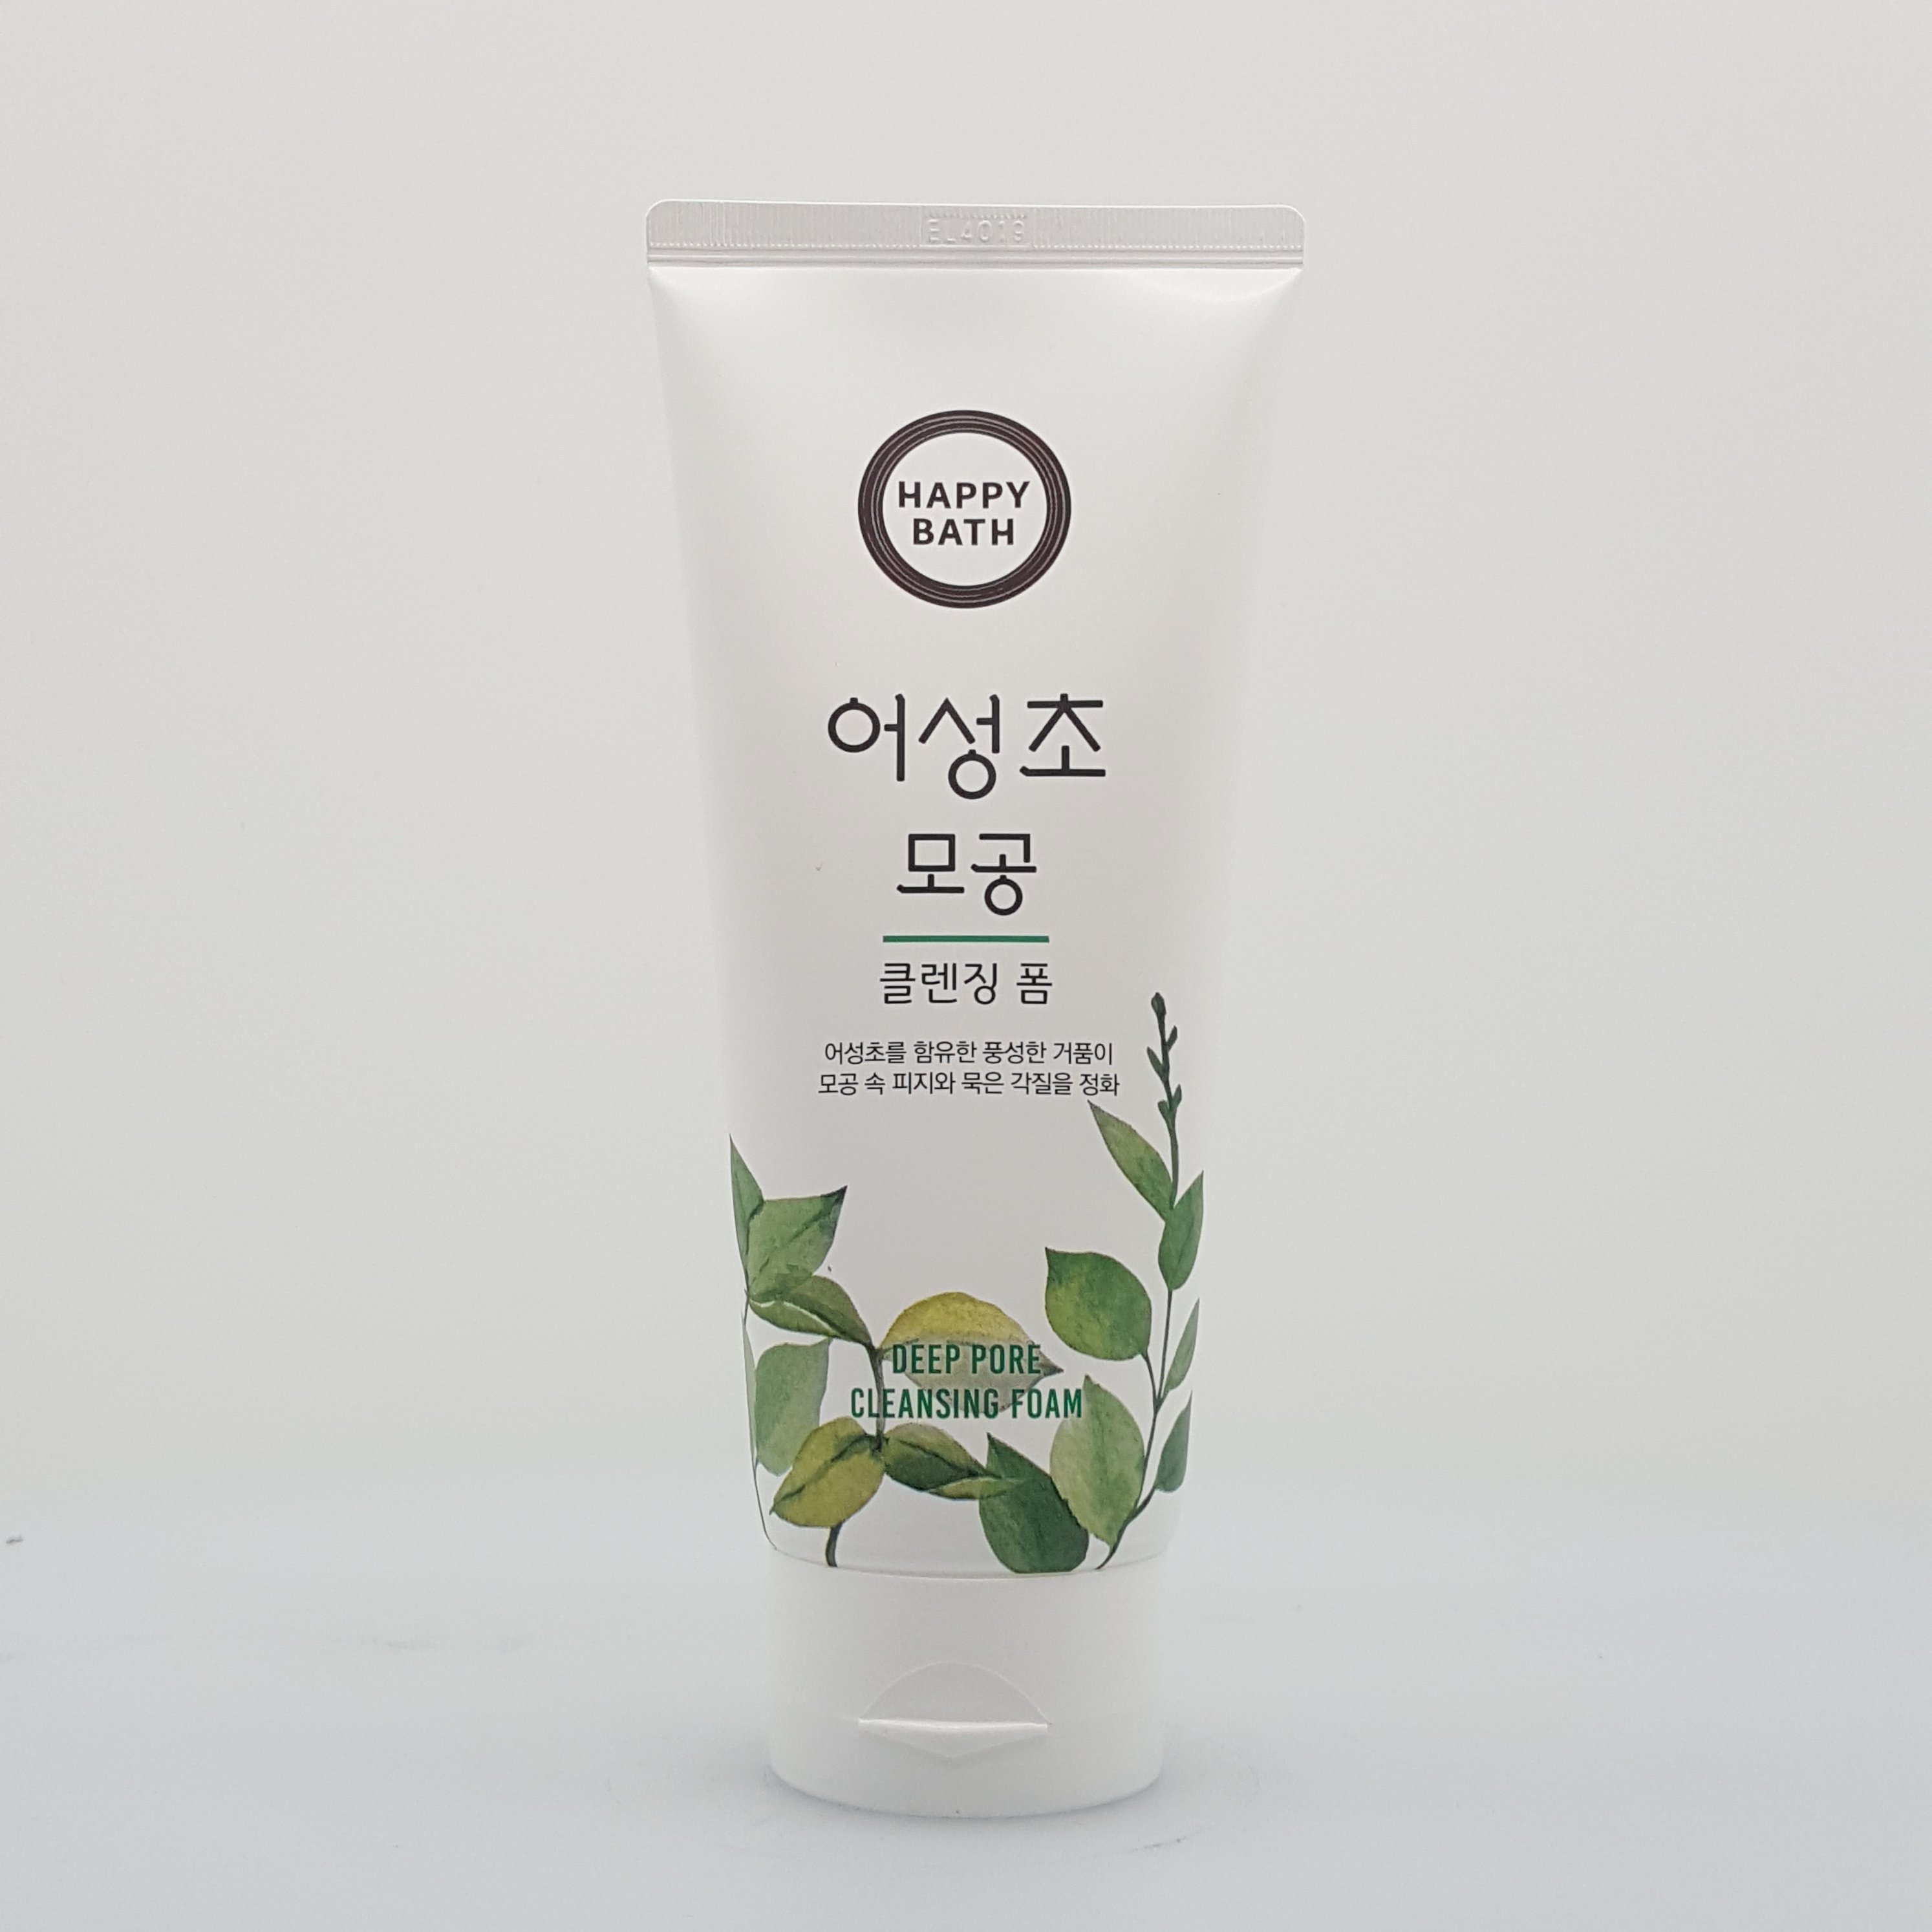 EL4019
HAPPY
BATH
어성초
모공
클렌징 폼
어성초를 함유한 풍성한 거품이
모공 속 피지와 묵은 각질을 정화
DEEP PORE
CLEANSING FOAM